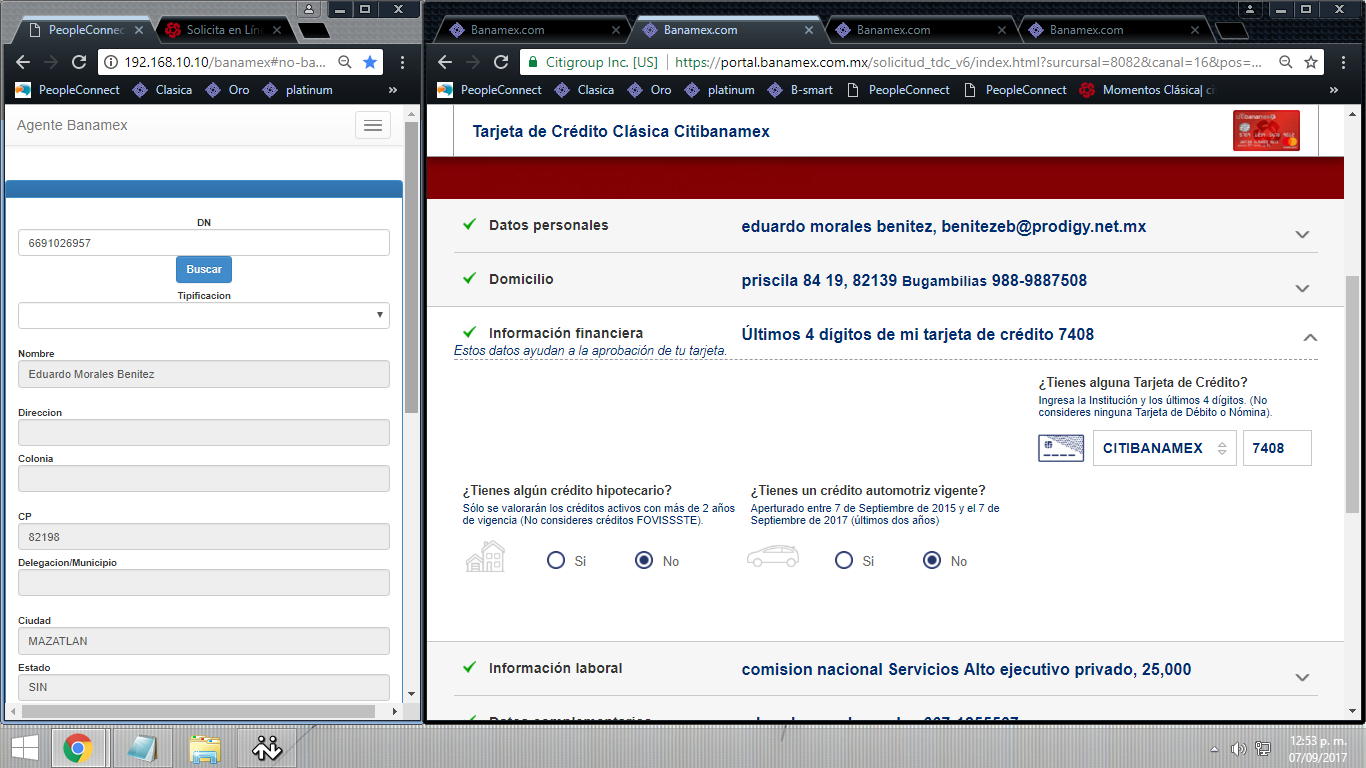 PeopleConnec
Solicita en Lín
192.168.10.10/banamex#no-ba...
PeopleConnect
Clasica
Oro
platinum
»
Agente Banamex
DN
6691026957
Buscar
Tipificacion
Nombre
Eduardo Morales Benitez
Direccion
Colonia
CP
82198
Delegacion/Municipio
Ciudad
MAZATLAN
Estado
SIN
Banamex.com
Banamex.com
Banamex.com
Banamex.com
Citigroup Inc. [US]
https://portal.banamex.com.mx/solicitud_tdc_v6/index.html?surcursal=8082&canal=16&pos=...
PeopleConnect
Clasica
Oro
platinum
B-smart
PeopleConnect
PeopleConnect
Momentos Clásica| ci
»
Tarjeta de Crédito Clásica Citibanamex
Datos personales
eduardo morales benitez, benitezeb@prodigy.net.mx
Domicilio
priscila 84 19, 82139 Bugambilias 988-9887508
Información financiera
Últimos 4 dígitos de mi tarjeta de crédito 7408
Estos datos ayudan a la aprobación de tu tarjeta.
¿Tienes alguna Tarjeta de Crédito?
Ingresa la Institución y los últimos 4 dígitos. (No
consideres ninguna Tarjeta de Débito o Nómina).
CITIBANAMEX
7408
¿Tienes algún crédito hipotecario?
Sólo se valorarán los créditos activos con más de 2 años
de vigencia (No consideres créditos FOVISSSTE).
Si
No
¿Tienes un crédito automotriz vigente?
Aperturado entre 7 de Septiembre de 2015 y el 7 de
Septiembre de 2017 (últimos dos años)
Si
No
Información laboral
comision nacional Servicios Alto ejecutivo privado, 25,000
Datos complementarios
12:53 p. m.
07/09/2017